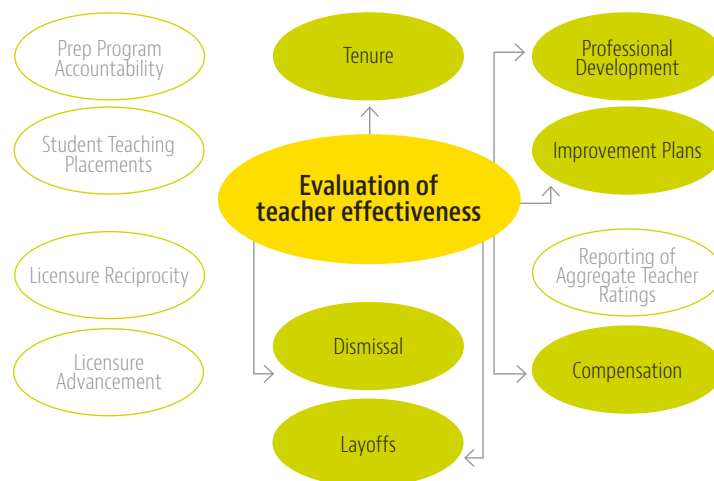 Prep Program
Accountability
Tenure
Professional
Development
Student Teaching
Placements
Improvement Plans
Evaluation of
teacher effectiveness
Licensure Reciprocity
Reporting of
Aggregate Teacher
Ratings
Dismissal
Licensure
Advancement
Compensation
Layoffs